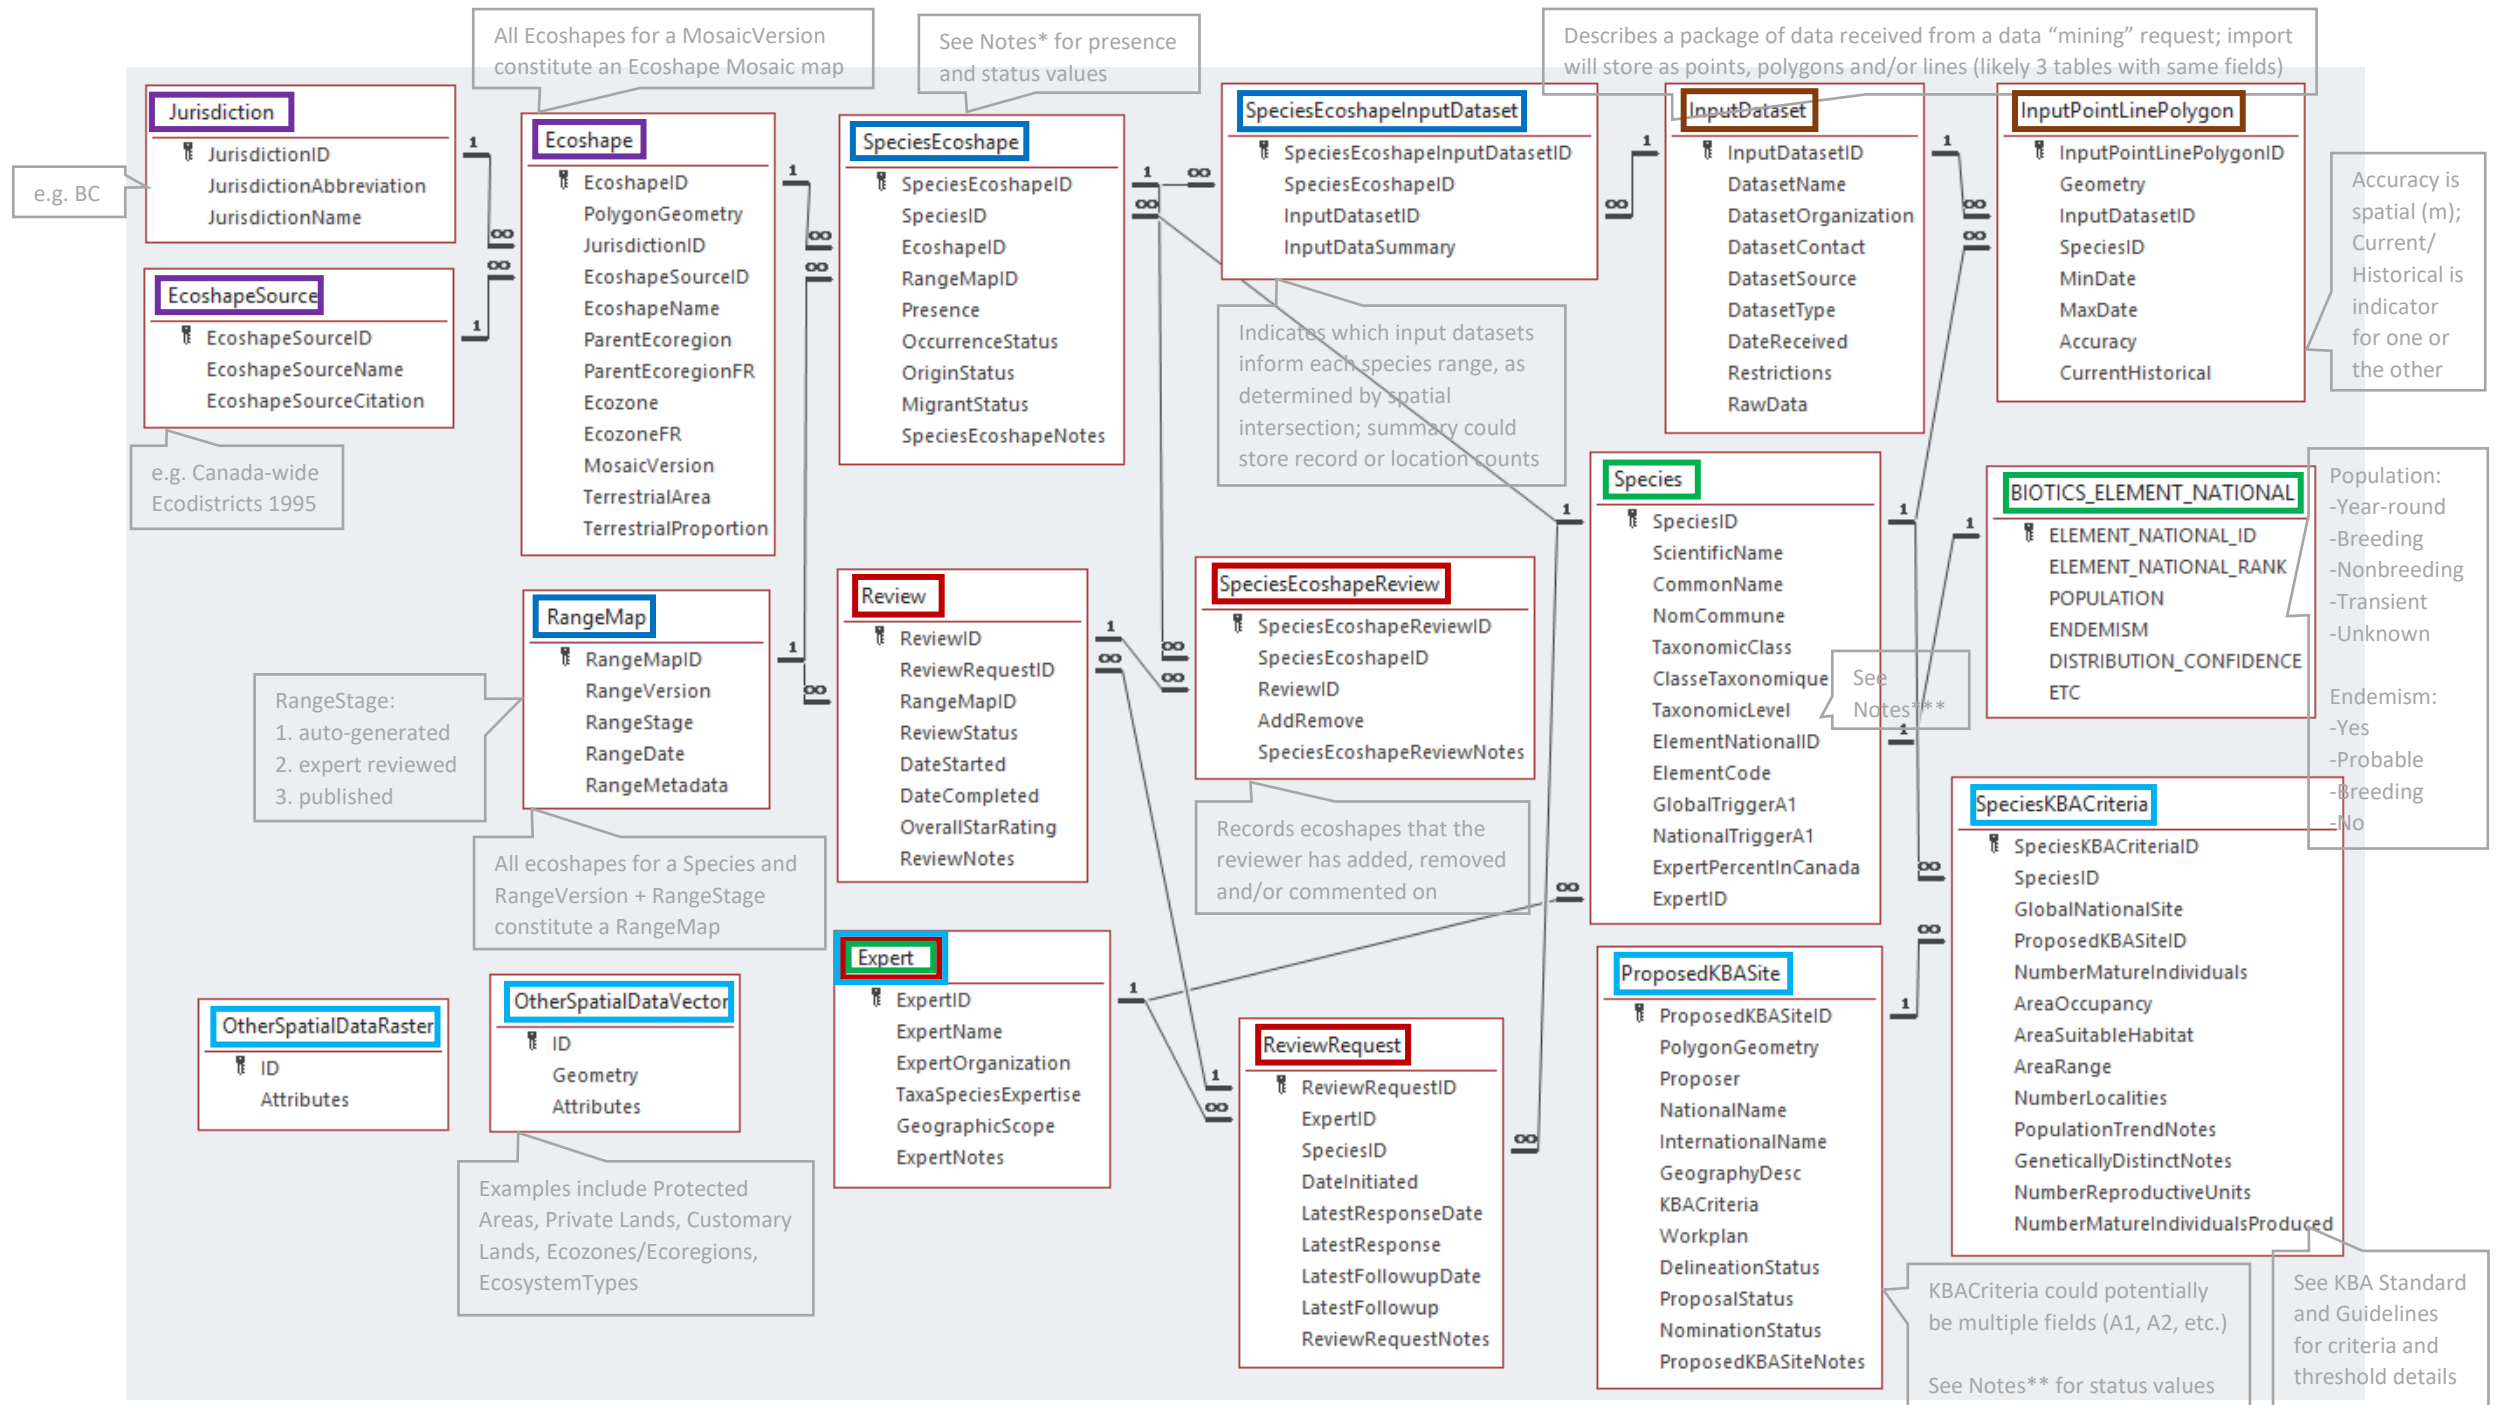 All Ecoshapes for a MosaicVersion
constitute an Ecoshape Mosaic map
See Notes* for presence
and status values
Describes a package of data received from a data “mining” request; import
will store as points, polygons and/or lines (likely 3 tables with same fields)
e.g. BC
Jurisdiction
JurisdictionID
JurisdictionAbbreviation
JurisdictionName
EcoshapeSource
EcoshapeSourceID
EcoshapeSourceName
EcoshapeSourceCitation
e.g. Canada-wide
Ecodistricts 1995
1
∞
1
∞
Ecoshape
EcoshapeID
PolygonGeometry
JurisdictionID
EcoshapeSourceID
EcoshapeName
ParentEcoregion
ParentEcoregionFR
Ecozone
EcozoneFR
MosaicVersion
TerrestrialArea
TerrestrialProportion
1
∞
∞
SpeciesEcoshape
SpeciesEcoshapeID
SpeciesID
EcoshapeID
RangeMapID
Presence
OccurrenceStatus
OriginStatus
MigrantStatus
SpeciesEcoshapeNotes
1
∞
∞
SpeciesEcoshapeInputDataset
SpeciesEcoshapeInputDatasetID
SpeciesEcoshapeID
InputDatasetID
InputDataSummary
Indicates which input datasets
inform each species range, as
determined by spatial
intersection; summary could
store record or location counts
1
∞
InputDataset
InputDatasetID
DatasetName
DatasetOrganization
DatasetContact
DatasetSource
DatasetType
DateReceived
Restrictions
RawData
1
∞
∞
InputPointLinePolygon
InputPointLinePolygonID
Geometry
InputDatasetID
SpeciesID
MinDate
MaxDate
Accuracy
CurrentHistorical
Accuracy is
spatial (m);
Current/
Historical is
indicator
for one or
the other
RangeStage:
1. auto-generated
2. expert reviewed
3. published
RangeMap
RangeMapID
RangeVersion
RangeStage
RangeDate
RangeMetadata
All ecoshapes for a Species and
RangeVersion + RangeStage
constitute a RangeMap
1
∞
Review
ReviewID
ReviewRequestID
RangeMapID
ReviewStatus
DateStarted
DateCompleted
OverallStarRating
ReviewNotes
1
∞
∞
∞
SpeciesEcoshapeReview
SpeciesEcoshapeReviewID
SpeciesEcoshapeID
ReviewID
AddRemove
SpeciesEcoshapeReviewNotes
Records ecoshapes that the
reviewer has added, removed
and/or commented on
1
∞
Species
SpeciesID
ScientificName
CommonName
NomCommune
TaxonomicClass
ClasseTaxonomique
TaxonomicLevel
ElementNationalID
ElementCode
GlobalTriggerA1
NationalTriggerA1
ExpertPercentInCanada
ExpertID
See
Notes***
1
1
1
BIOTICS_ELEMENT_NATIONAL
ELEMENT_NATIONAL_ID
ELEMENT_NATIONAL_RANK
POPULATION
ENDEMISM
DISTRIBUTION_CONFIDENCE
ETC
Population:
-Year-round
-Breeding
-Nonbreeding
-Transient
-Unknown
Endemism:
-Yes
-Probable
-Breeding
-No
∞
∞
SpeciesKBACriteria
SpeciesKBACriteriaID
SpeciesID
GlobalNationalSite
ProposedKBASiteID
NumberMatureIndividuals
AreaOccupancy
AreaSuitableHabitat
AreaRange
NumberLocalities
PopulationTrendNotes
GeneticallyDistinctNotes
NumberReproductiveUnits
NumberMatureIndividualsProduced
See KBA Standard
and Guidelines
for criteria and
threshold details
OtherSpatialDataRaster
ID
Attributes
OtherSpatialDataVector
ID
Geometry
Attributes
Examples include Protected
Areas, Private Lands, Customary
Lands, Ecozones/Ecoregions,
EcosystemTypes
Expert
ExpertID
ExpertName
ExpertOrganization
TaxaSpeciesExpertise
GeographicScope
ExpertNotes
1
1
∞
∞
ReviewRequest
ReviewRequestID
ExpertID
SpeciesID
DateInitiated
LatestResponseDate
LatestResponse
LatestFollowupDate
LatestFollowup
ReviewRequestNotes
ProposedKBASite
ProposedKBASiteID
PolygonGeometry
Proposer
NationalName
InternationalName
GeographyDesc
KBACriteria
Workplan
DelineationStatus
ProposalStatus
NominationStatus
ProposedKBASiteNotes
1
KBACriteria could potentially
be multiple fields (A1, A2, etc.)
See Notes** for status values